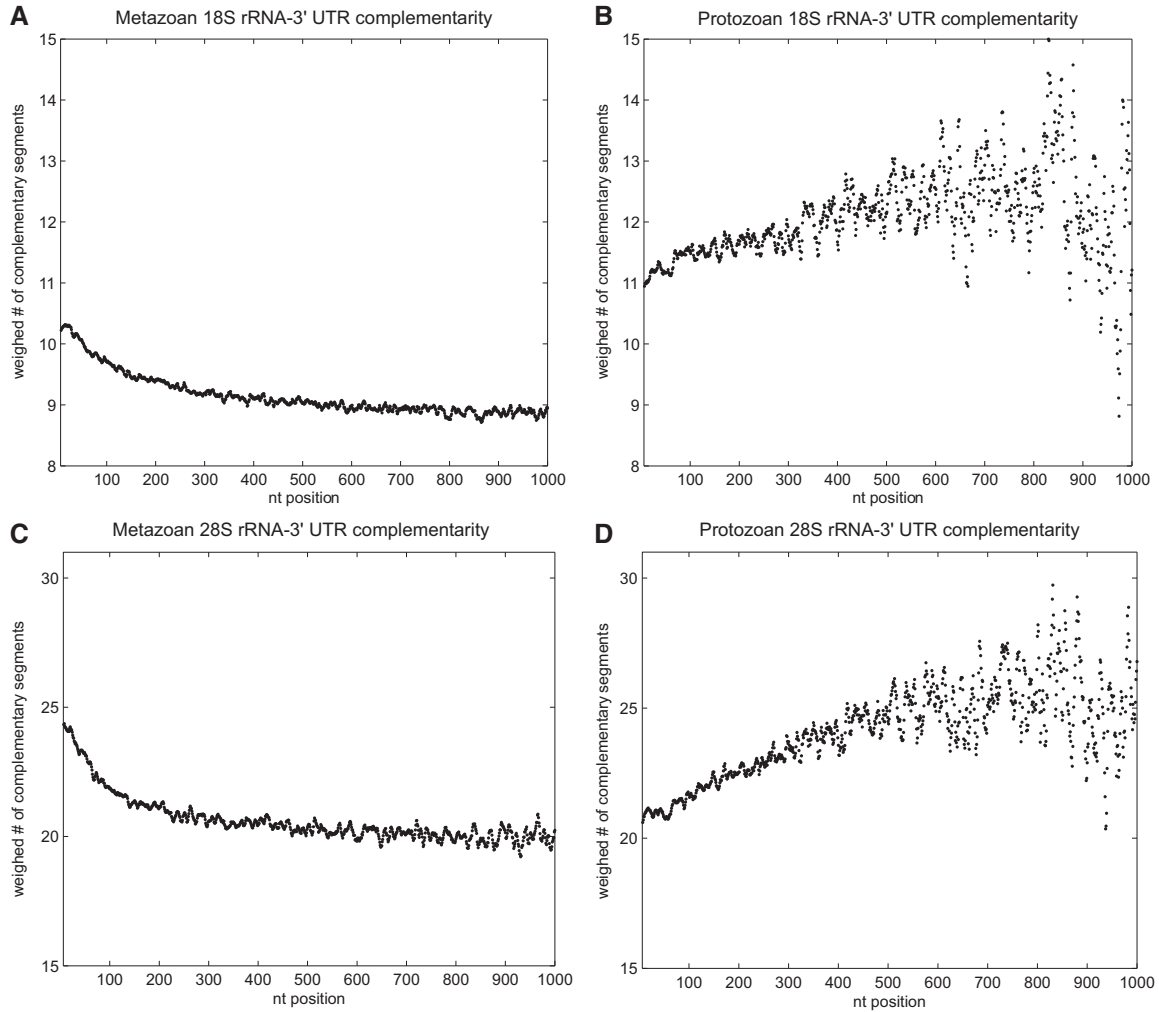 A
Metazoan 18S rRNA-3' UTR complementarity
15
14
13
12
11
10
9
8
weighed # of complementary segments
100 200 300 400 500 600 700 800 900 1000
nt position
B
Protozoan 18S rRNA-3' UTR complementarity
15
14
13
12
11
10
9
8
weighed # of complementary segments
100 200 300 400 500 600 700 800 900 1000
nt position
C
Metazoan 28S rRNA-3' UTR complementarity
30
25
20
15
weighed # of complementary segments
100 200 300 400 500 600 700 800 900 1000
nt position
D
Protozoan 28S rRNA-3' UTR complementarity
30
25
20
15
weighed # of complementary segments
100 200 300 400 500 600 700 800 900 1000
nt position